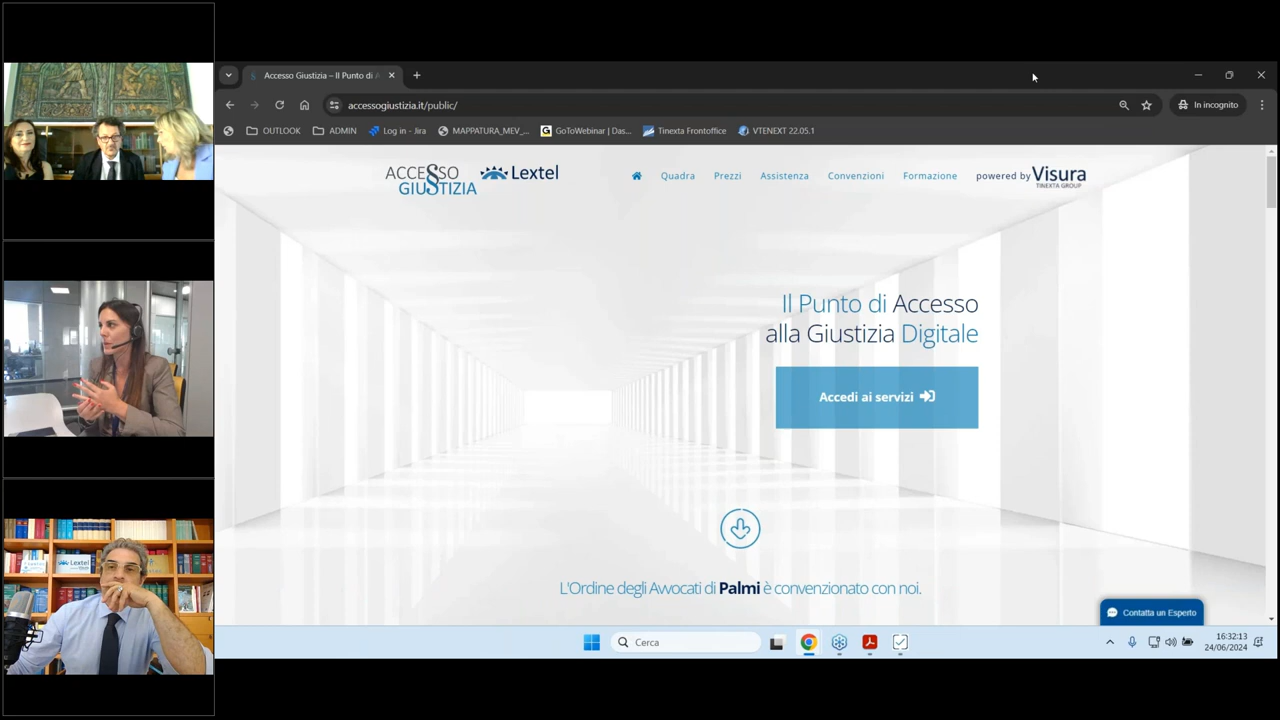 Accesso Giustizia – Il Punto di A
accessogiustizia.it/public/
In incognito
OUTLOOK
ADMIN
Log in - Jira
MAPPATURA_MEV_...
GoToWebinar | Das...
Tinexta Frontoffice
VTENEXT 22.05.1
ACCESSO
GIUSTIZIA
Lextel
Quadra
Prezzi
Assistenza
Convenzioni
Formazione
powered by Visura
TINEXTA GROUP
Il Punto di Accesso
alla Giustizia Digitale
Accedi ai servizi
L'Ordine degli Avvocati di Palmi è convenzionato con noi.
Contatta un Esperto
Cerca
16:32:13
24/06/2024
Lextel